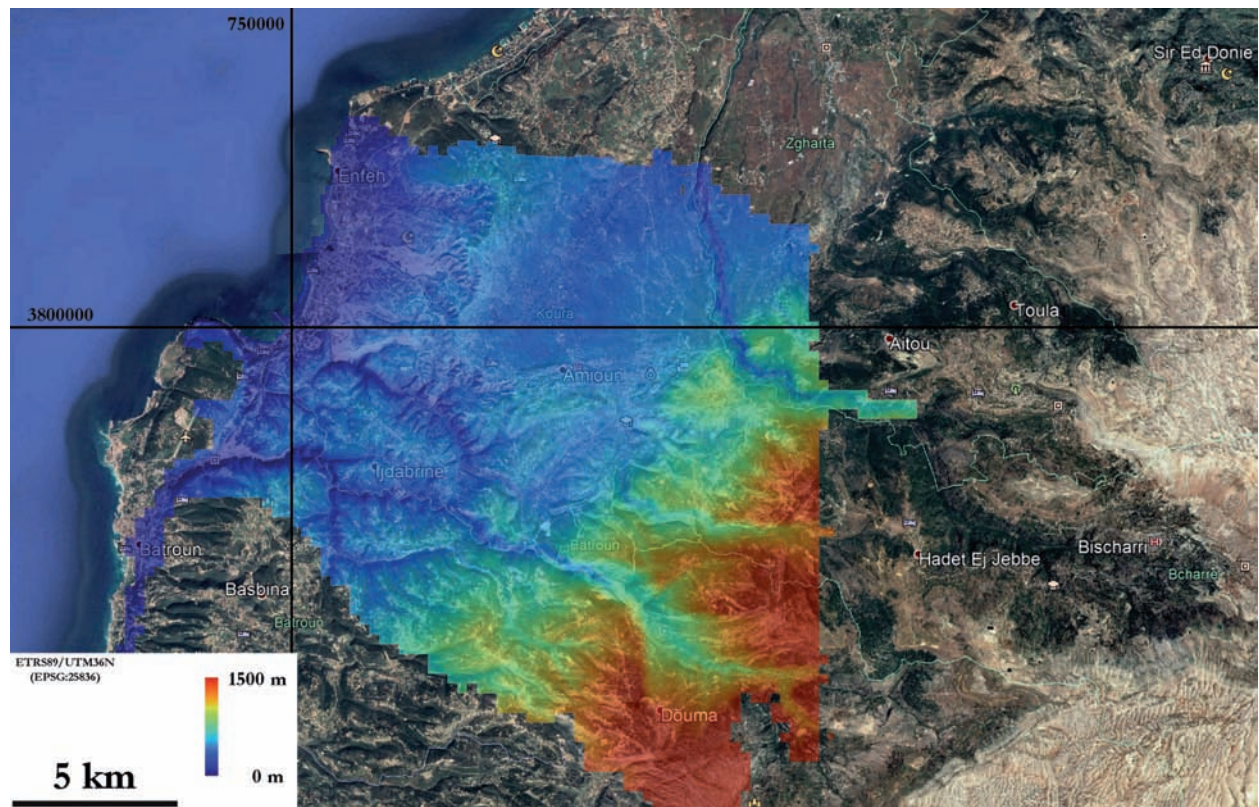 750000
Sir Ed Donie
Zgharta
Enfeh
3800000
Koura
Toula
Aitou
Amioun
Ijdabrine
Batroun
Batroun
Hadet Ej Jebbe
Bischarri
Bcharre
Basbina
Batroun
ETRS89/UTM36N
(EPSG:25836)
1500 m
Douma
0 m
5 km